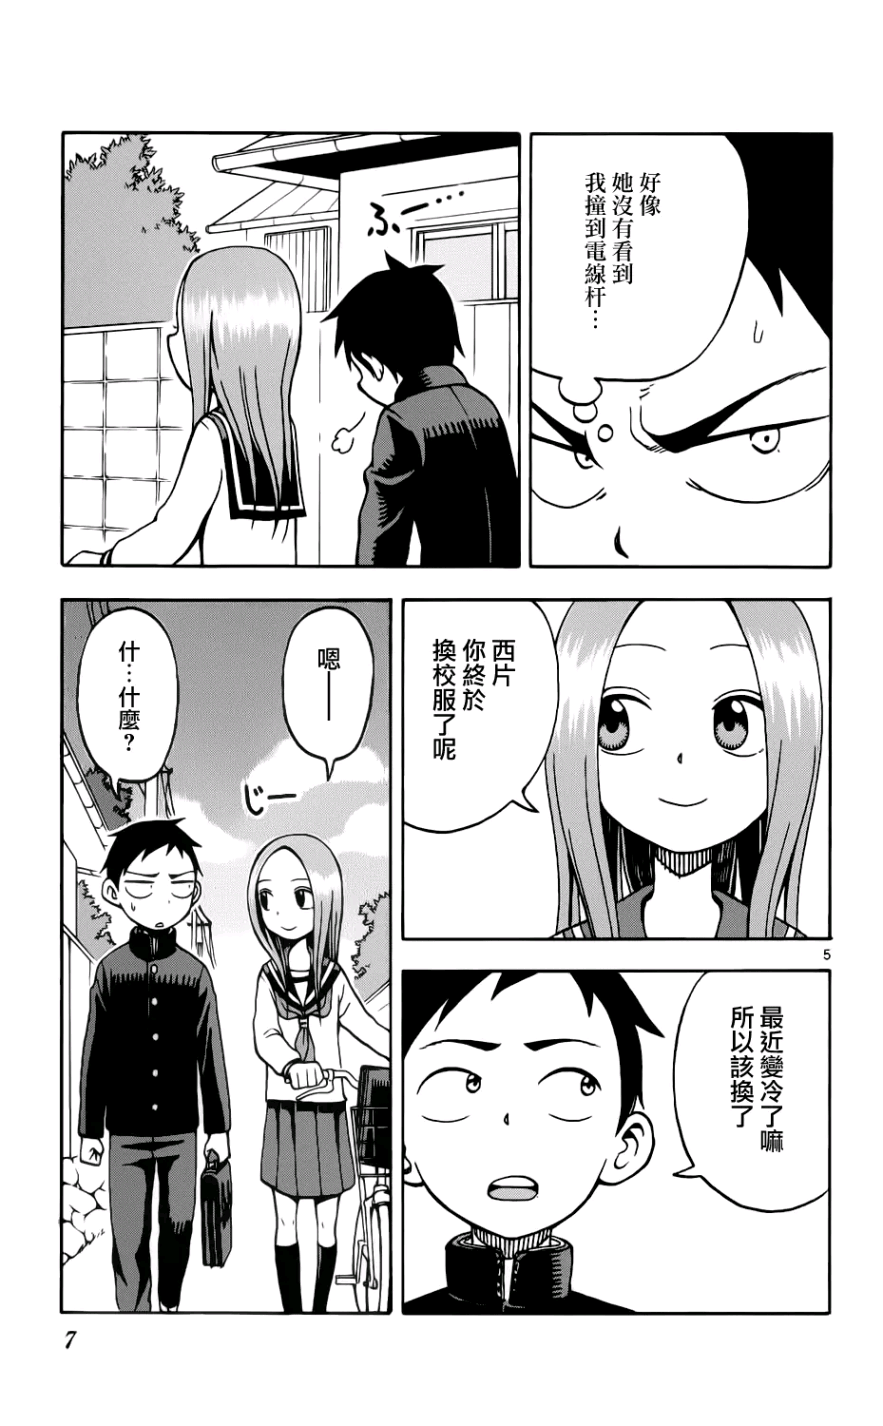 好像
她沒有看到
我撞到電線杆…
ふー…
西片
你終於
換校服了呢
5
最近變冷了嘛
所以該換了
嗯——
じー
什…什麼?
7